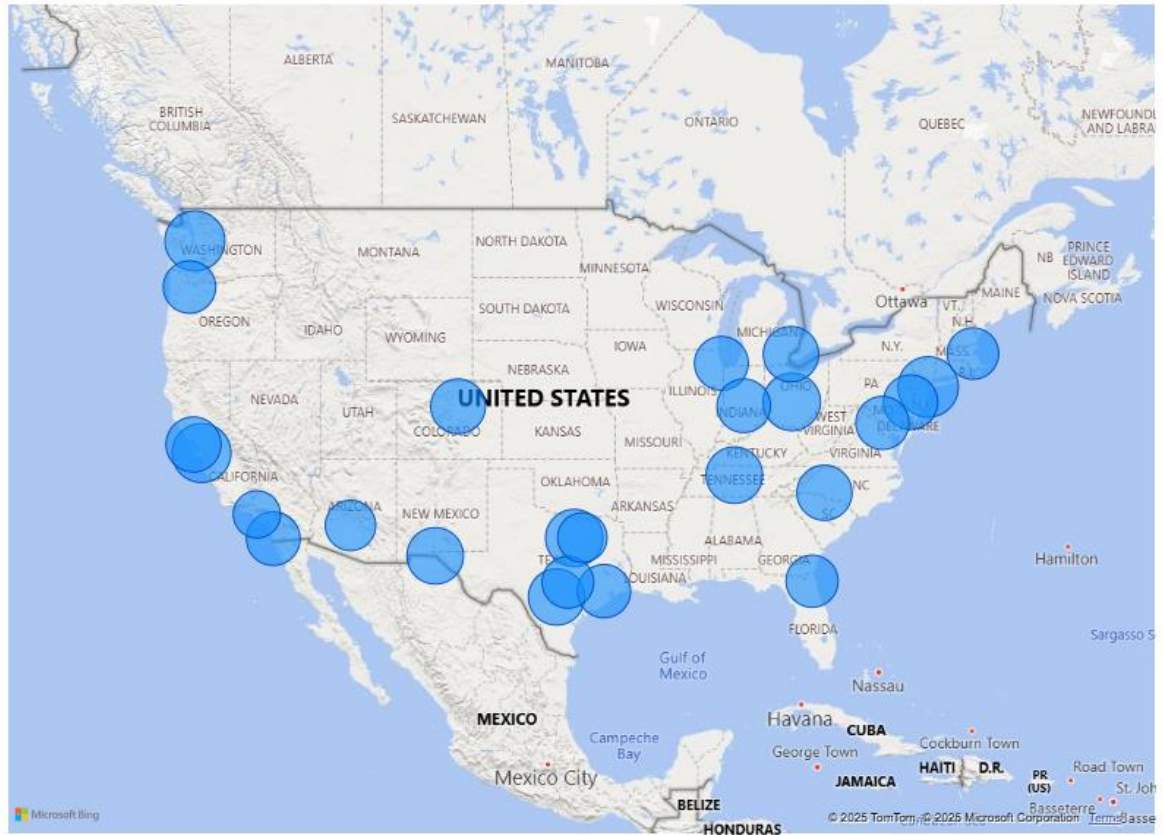 ALBERTA
MANITOBA
BRITISH
COLUMBIA
SASKATCHEWAN
ONTARIO
QUEBEC
NEWFOUNDL
AND LABRA
WASHINGTON
MONTANA
NORTH DAKOTA
MINNESOTA
NB
PRINCE
EDWARD
ISLAND
MAINE
NOVA SCOTIA
Ottawa
VT.
N.H.
OREGON
IDAHO
SOUTH DAKOTA
WISCONSIN
MICHIGAN
WYOMING
IOWA
N.Y.
MASS.
R.I.
NEBRASKA
ILLINOIS
INDIANA
OHIO
PA
NEVADA
UTAH
UNITED STATES
COLORADO
KANSAS
MISSOURI
WEST
VIRGINIA
MD
DELAWARE
KENTUCKY
VIRGINIA
CALIFORNIA
OKLAHOMA
TENNESSEE
NC
ARIZONA
NEW MEXICO
ARKANSAS
SC
ALABAMA
MISSISSIPPI
GEORGIA
LOUISIANA
Hamilton
FLORIDA
Sargasso S
Gulf of
Mexico
Nassau
MEXICO
Havana
CUBA
Campeche
Bay
George Town
Cockburn Town
Mexico City
JAMAICA
HAITI
D.R.
PR
(US)
Road Town
St. Joh
BELIZE
Basseterre
HONDURAS
Microsoft Bing
© 2025 TomTom, © 2025 Microsoft Corporation Terms
Basse